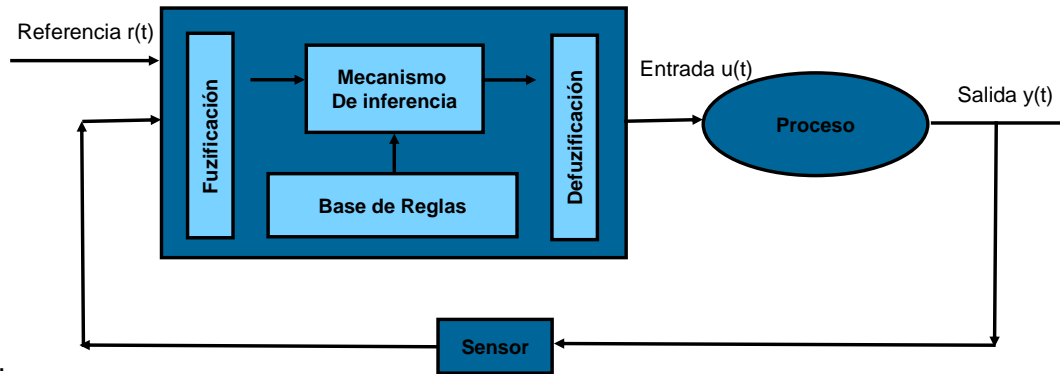 Referencia r(t)
Fuzificación
Mecanismo
De inferencia
Base de Reglas
Defuzificación
Entrada u(t)
Proceso
Salida y(t)
Sensor
.